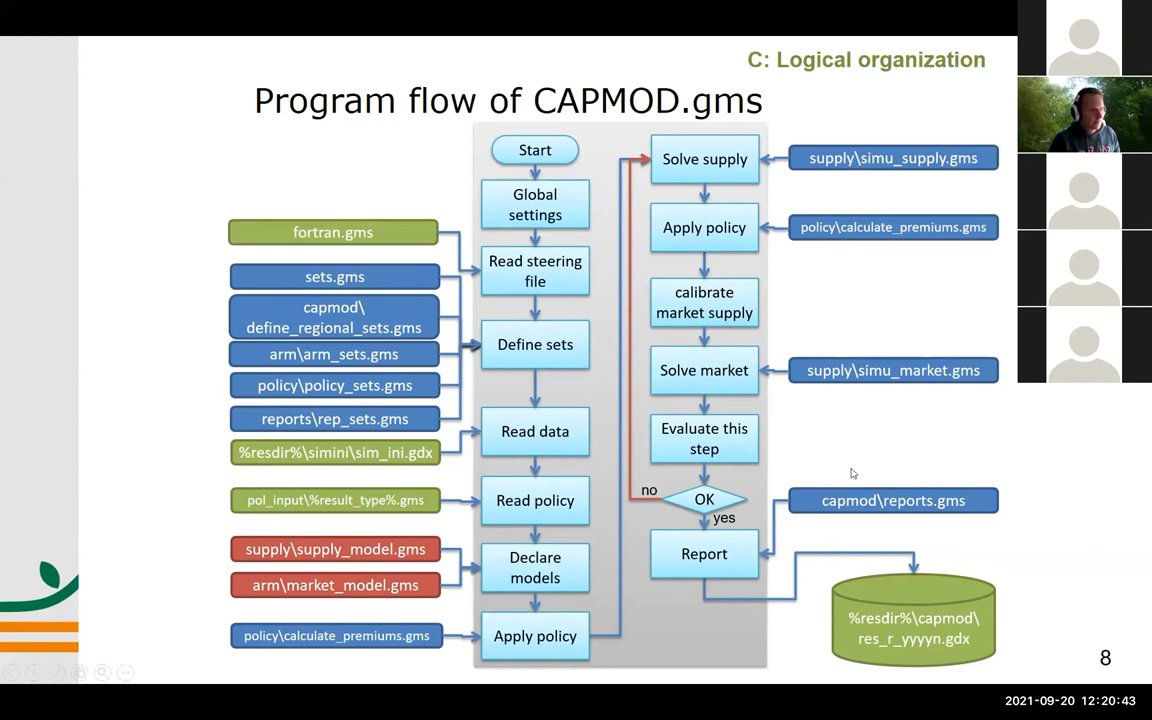 C: Logical organization
Program flow of CAPMOD.gms
Start
Global
settings
Read steering
file
Define sets
Read data
Read policy
Declare
models
Apply policy
fortran.gms
sets.gms
capmod\
define_regional_sets.gms
arm\arm_sets.gms
policy\policy_sets.gms
reports\rep_sets.gms
%resdir%\simini\sim_ini.gdx
pol_input\%result_type%.gms
supply\supply_model.gms
arm\market_model.gms
policy\calculate_premiums.gms
Solve supply
Apply policy
calibrate
market supply
Solve market
Evaluate this
step
no
OK
yes
Report
supply\simu_supply.gms
policy\calculate_premiums.gms
supply\simu_market.gms
capmod\reports.gms
%resdir%\capmod\
res_r_yyyyn.gdx
8
2021-09-20 12:20:43